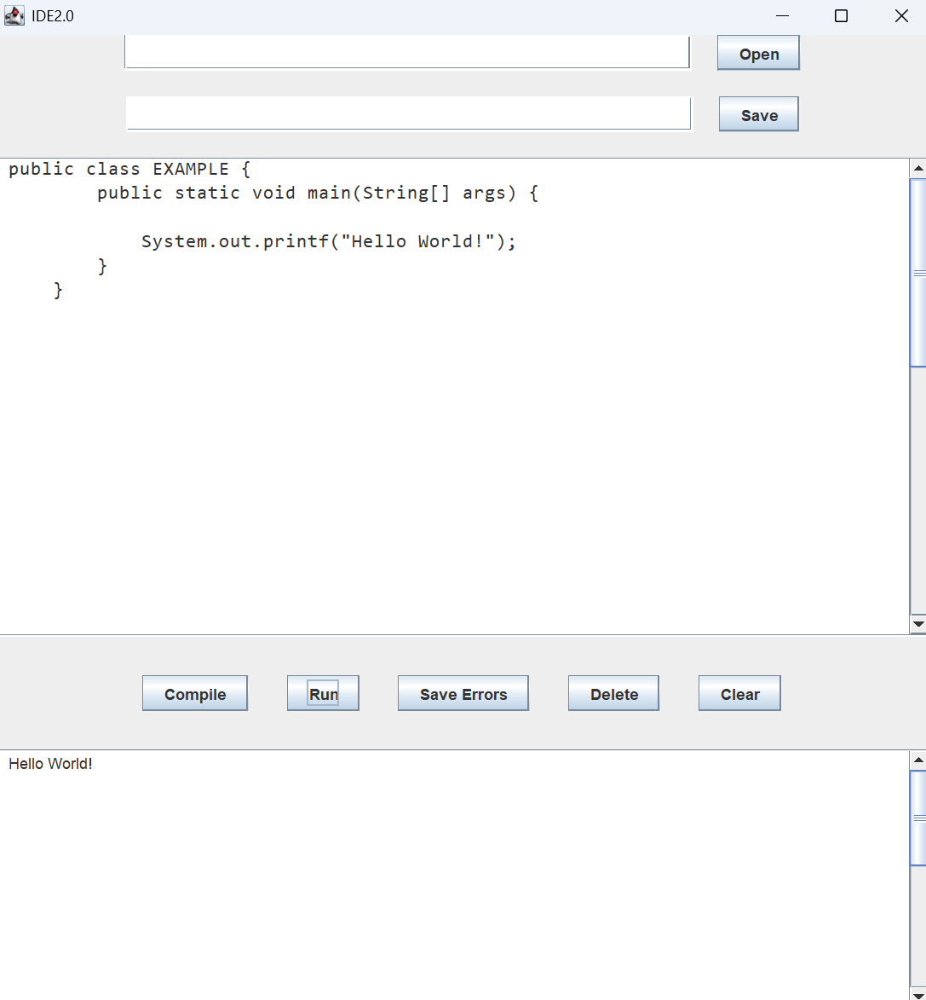 IDE2.0
Open
Save
public class EXAMPLE {
        public static void main(String[] args) {

            System.out.printf("Hello World!");
        }
    }
Compile Run Save Errors Delete Clear
Hello World!